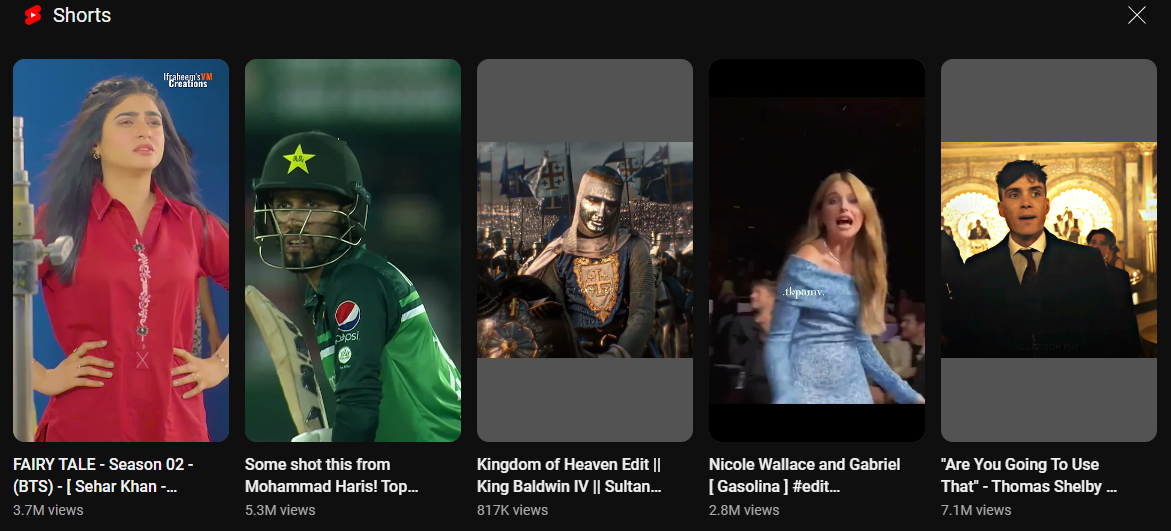 Shorts
Ifraheem'sVM
Creations
pepsi
.tkpamv.
FAIRY TALE - Season 02 -
(BTS) - [ Sehar Khan -...
3.7M views
Some shot this from
Mohammad Haris! Top...
5.3M views
Kingdom of Heaven Edit ||
King Baldwin IV || Sultan...
817K views
Nicole Wallace and Gabriel
[ Gasolina ] #edit...
2.8M views
"Are You Going To Use
That" - Thomas Shelby ...
7.1M views